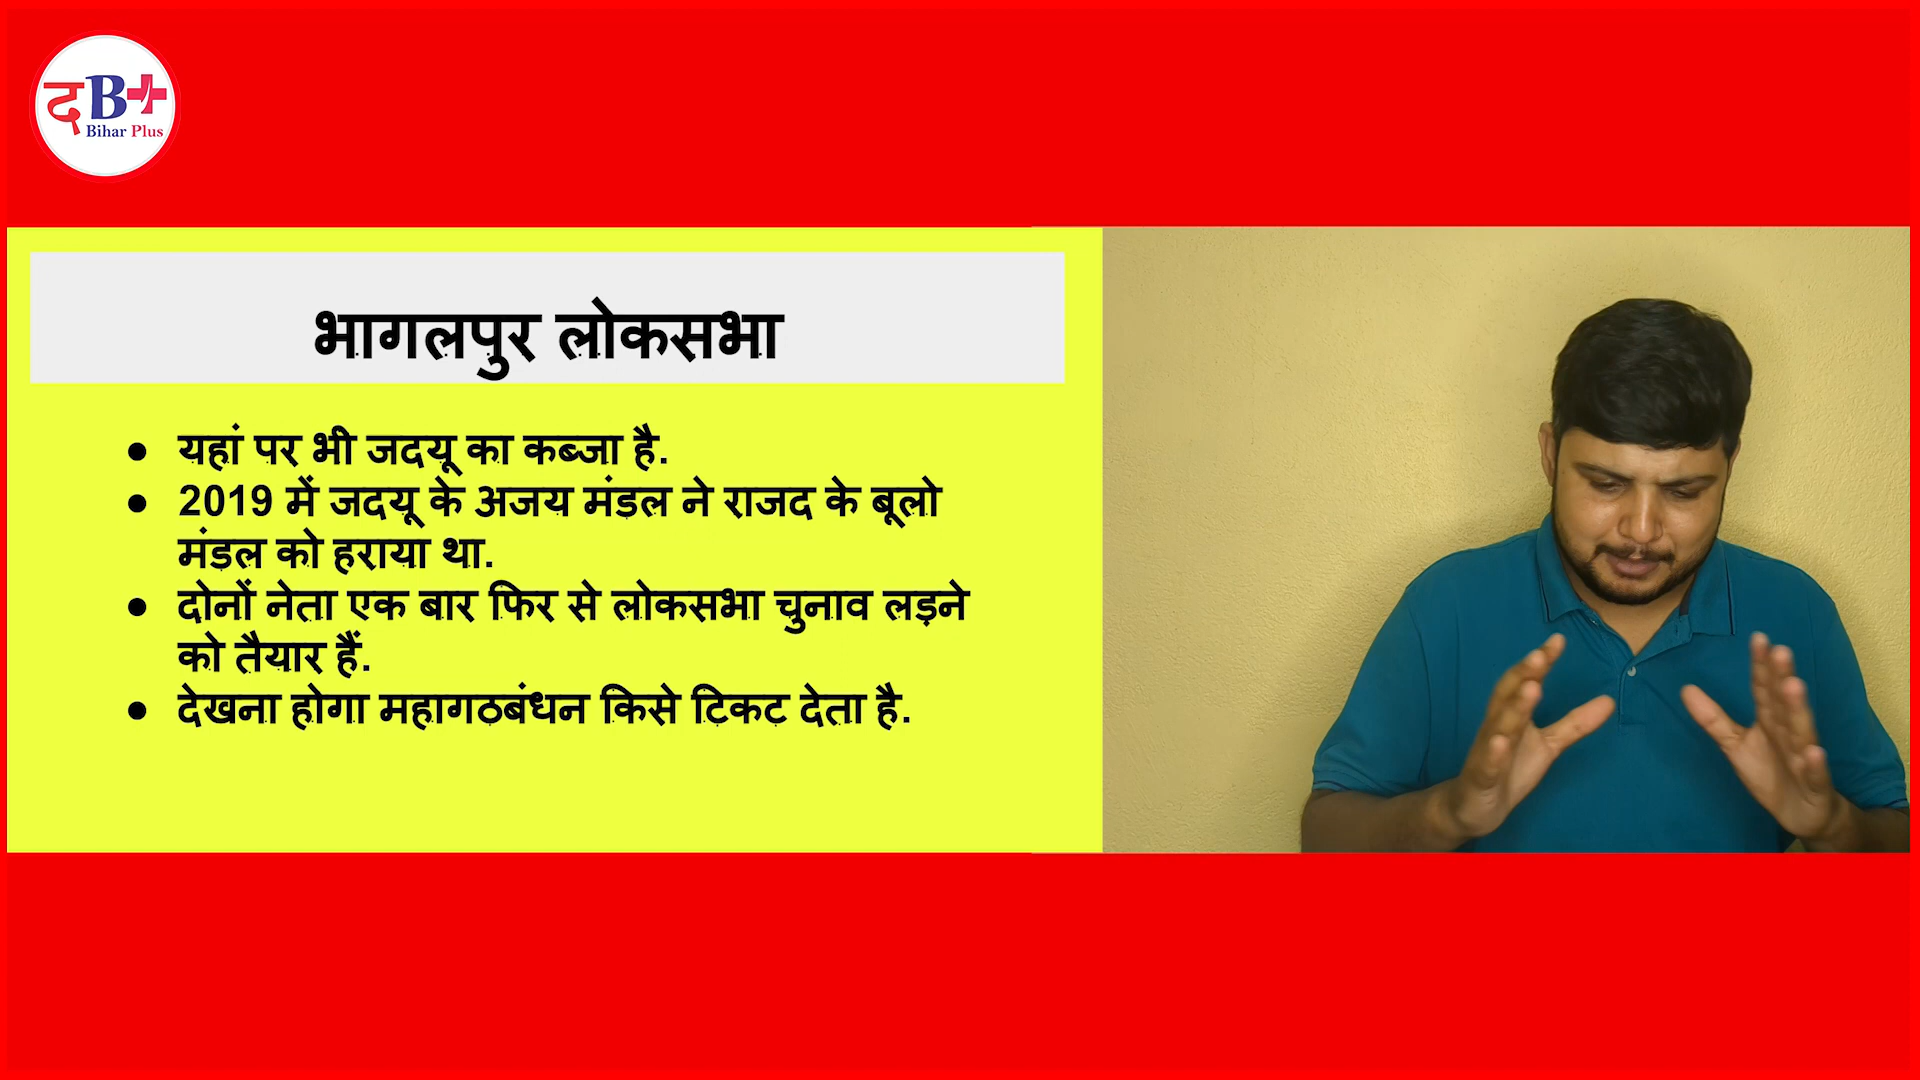 द B+
Bihar Plus
भागलपुर लोकसभा
● यहां पर भी जदयू का कब्जा है.
● 2019 में जदयू के अजय मंडल ने राजद के बूलो
मंडल को हराया था.
● दोनों नेता एक बार फिर से लोकसभा चुनाव लड़ने
को तैयार हैं.
● देखना होगा महागठबंधन किसे टिकट देता है.